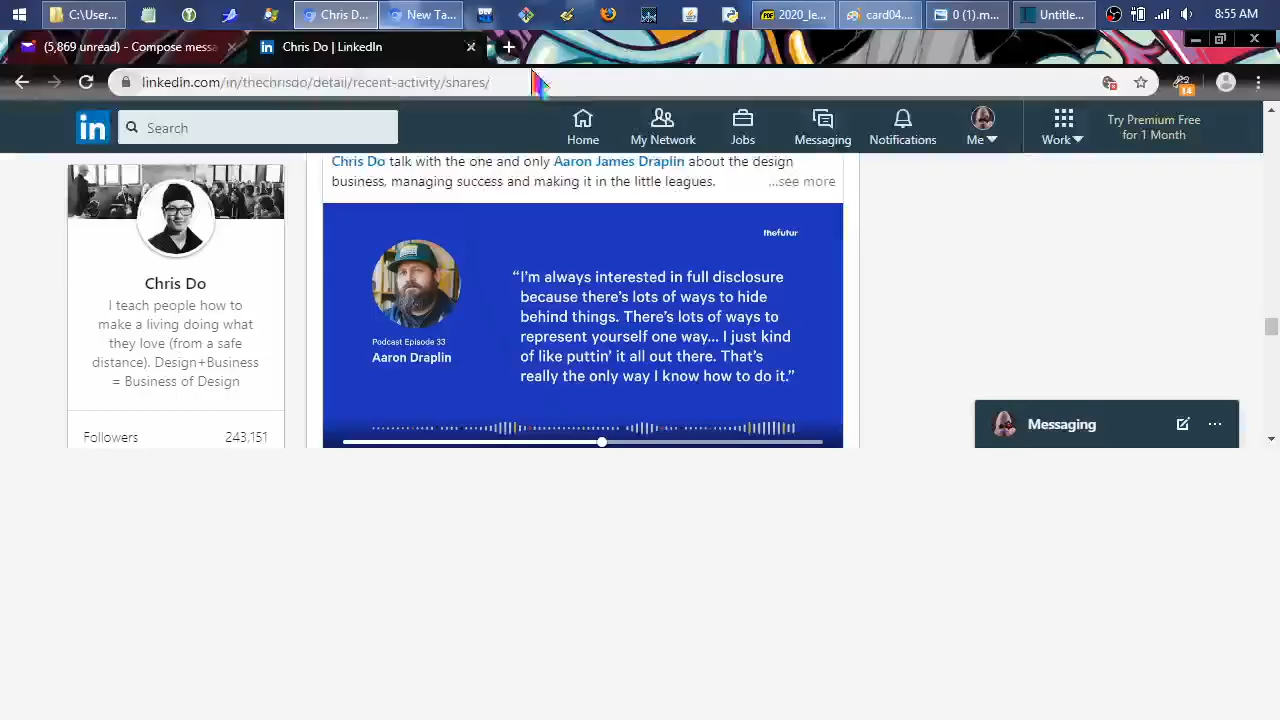 C:\User...
Chris D...
New Ta...
2020_le...
card04....
0 (1).m...
Untitle...
8:55 AM
(5,869 unread) - Compose messa
Chris Do | LinkedIn
linkedin.com/in/thechrisdo/detail/recent-activity/shares/
14
in
Search
Home
My Network
Jobs
Messaging
Notifications
Me
Work
Try Premium Free
for 1 Month
Chris Do talk with the one and only Aaron James Draplin about the design
business, managing success and making it in the little leagues. ...see more
Chris Do
I teach people how to
make a living doing what
they love (from a safe
distance). Design+Business
= Business of Design
Followers 243,151
thefutur
Podcast Episode 33
Aaron Draplin
“I’m always interested in full disclosure
because there’s lots of ways to hide
behind things. There’s lots of ways to
represent yourself one way... I just kind
of like puttin’ it all out there. That’s
really the only way I know how to do it.”
Messaging